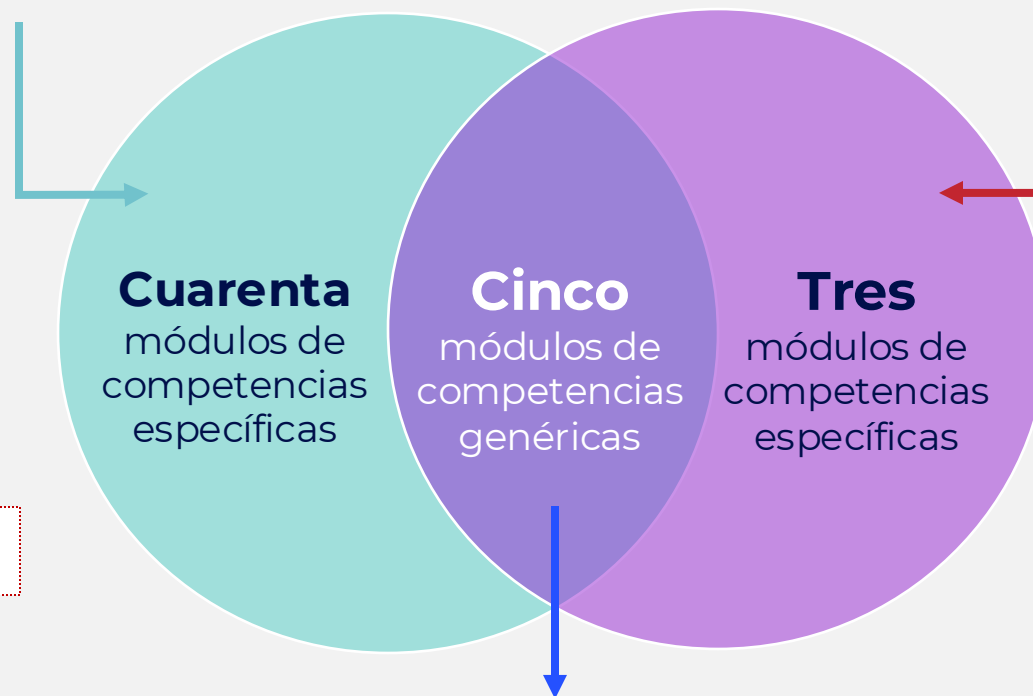 Cuarenta
módulos de
competencias
específicas
Cinco
módulos de
competencias
genéricas
Tres
módulos de
competencias
específicas